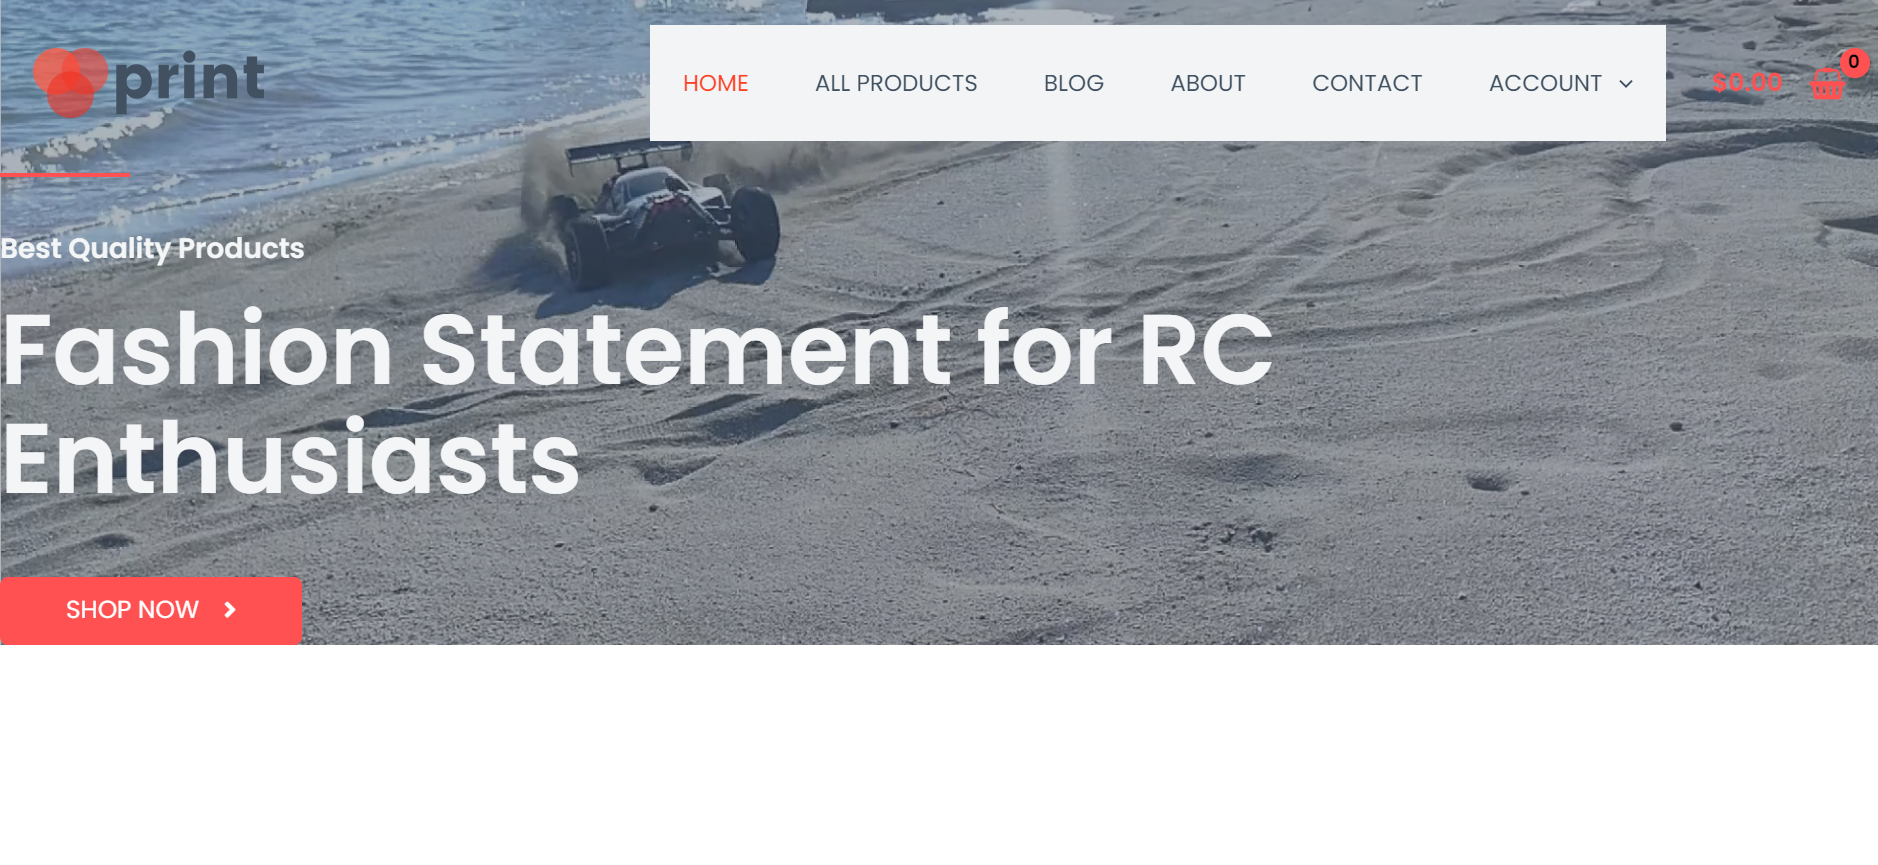 print
HOME ALL PRODUCTS BLOG ABOUT CONTACT ACCOUNT
$0.00 0
Best Quality Products
Fashion Statement for RC
Enthusiasts
SHOP NOW